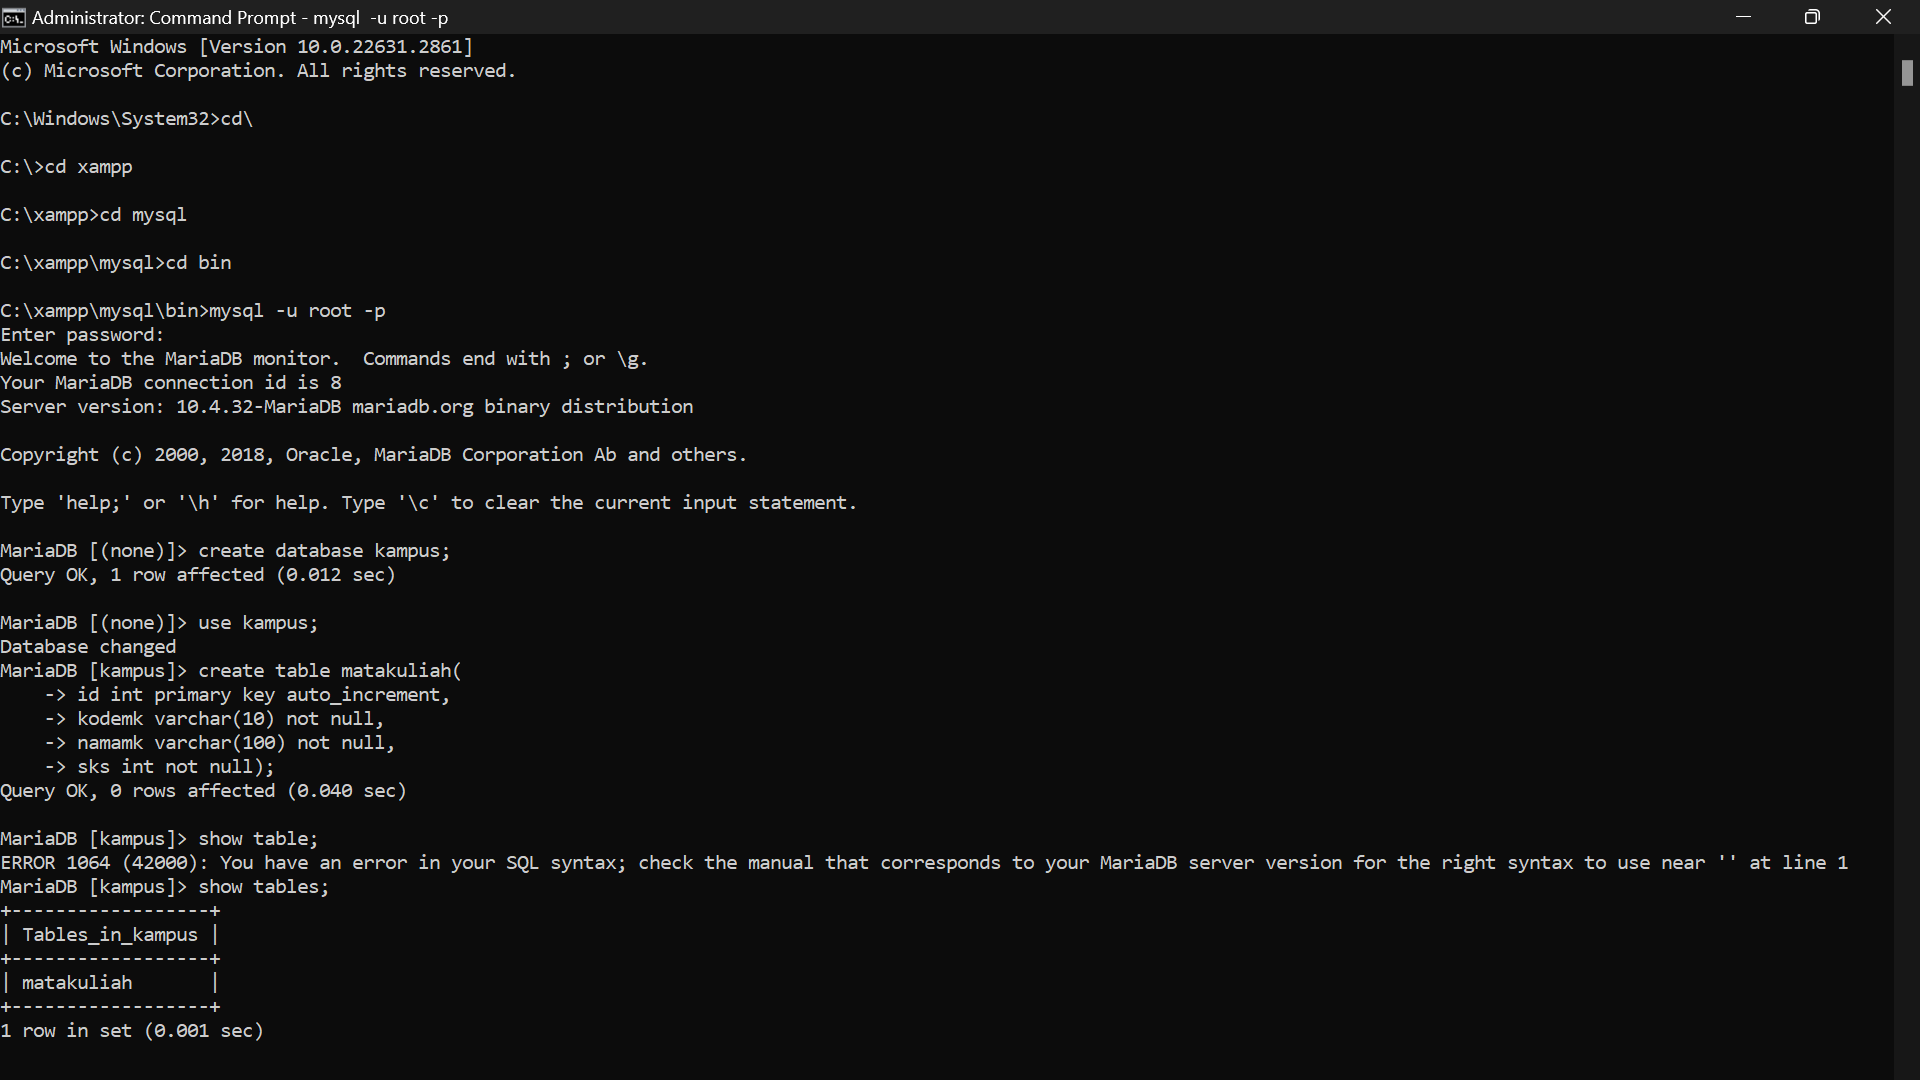 Administrator: Command Prompt - mysql  -u root -p
Microsoft Windows [Version 10.0.22631.2861]
(c) Microsoft Corporation. All rights reserved.
C:\Windows\System32>cd\
C:\>cd xampp
C:\xampp>cd mysql
C:\xampp\mysql>cd bin
C:\xampp\mysql\bin>mysql -u root -p
Enter password:
Welcome to the MariaDB monitor.  Commands end with ; or \g.
Your MariaDB connection id is 8
Server version: 10.4.32-MariaDB mariadb.org binary distribution
Copyright (c) 2000, 2018, Oracle, MariaDB Corporation Ab and others.
Type 'help;' or '\h' for help. Type '\c' to clear the current input statement.
MariaDB [(none)]> create database kampus;
Query OK, 1 row affected (0.012 sec)
MariaDB [(none)]> use kampus;
Database changed
MariaDB [kampus]> create table matakuliah(
    -> id int primary key auto_increment,
    -> kodemk varchar(10) not null,
    -> namamk varchar(100) not null,
    -> sks int not null);
Query OK, 0 rows affected (0.040 sec)
MariaDB [kampus]> show table;
ERROR 1064 (42000): You have an error in your SQL syntax; check the manual that corresponds to your MariaDB server version for the right syntax to use near '' at line 1
MariaDB [kampus]> show tables;
+------------------+
| Tables_in_kampus |
+------------------+
| matakuliah       |
+------------------+
1 row in set (0.001 sec)